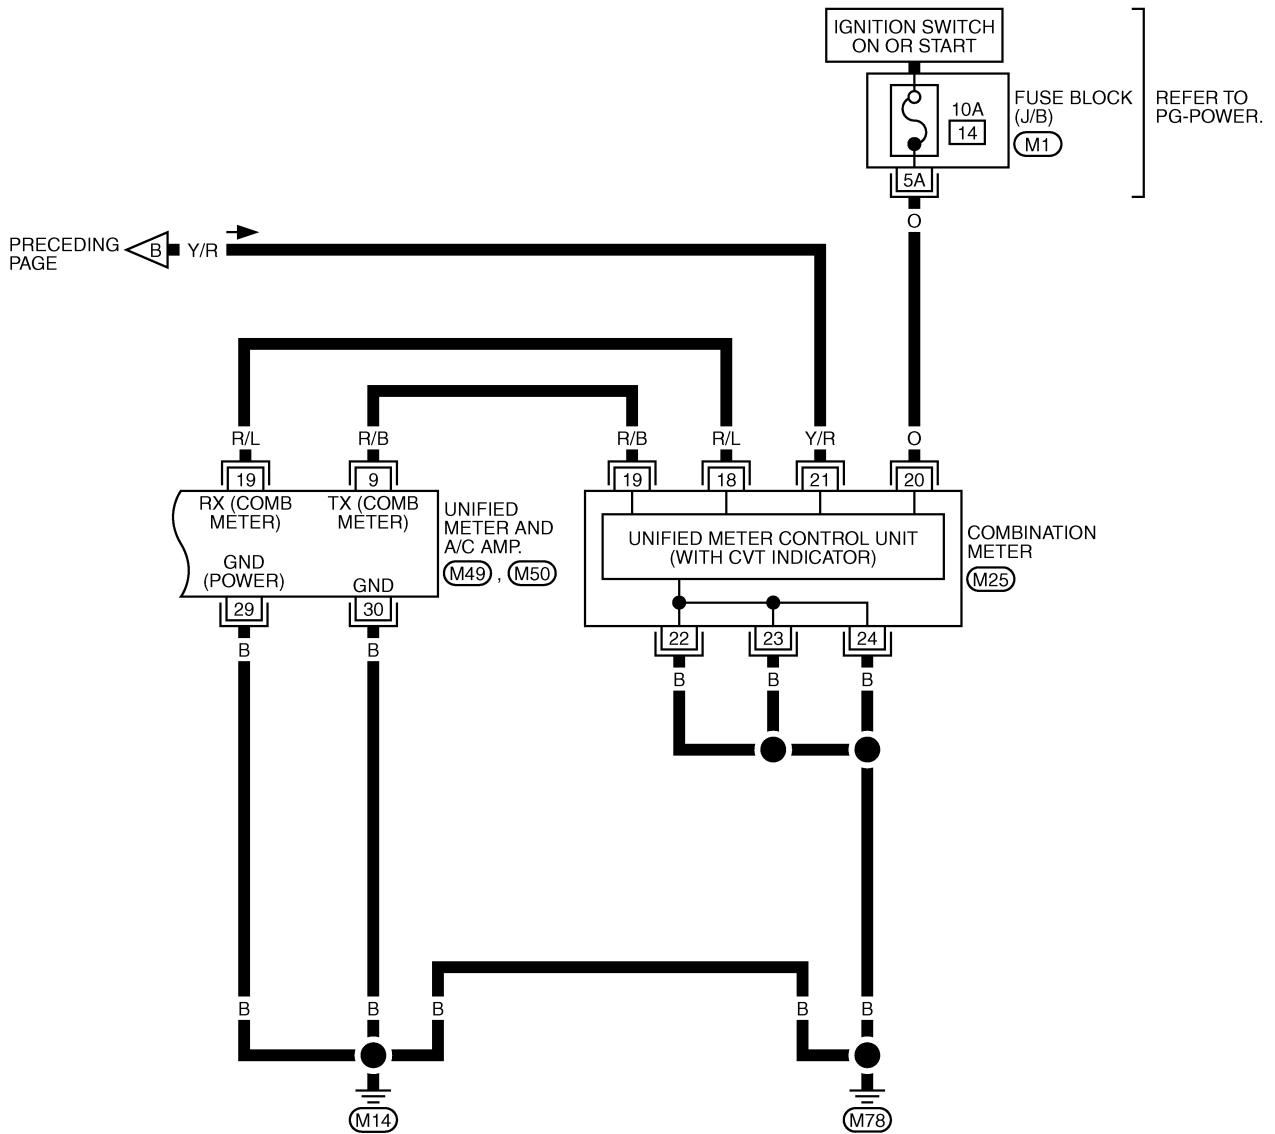 IGNITION SWITCH
ON OR START
10A
14
FUSE BLOCK
(J/B)
M1
REFER TO
PG-POWER.
5A
O
PRECEDING
PAGE
B
Y/R
R/L
R/B
R/B
R/L
Y/R
O
19
9
19
18
21
20
RX (COMB
METER)
TX (COMB
METER)
GND
(POWER)
GND
UNIFIED
METER AND
A/C AMP.
M49 , M50
UNIFIED METER CONTROL UNIT
(WITH CVT INDICATOR)
COMBINATION
METER
M25
29
30
22
23
24
B
B
B
B
B
B
B
B
B
B
M14
M78